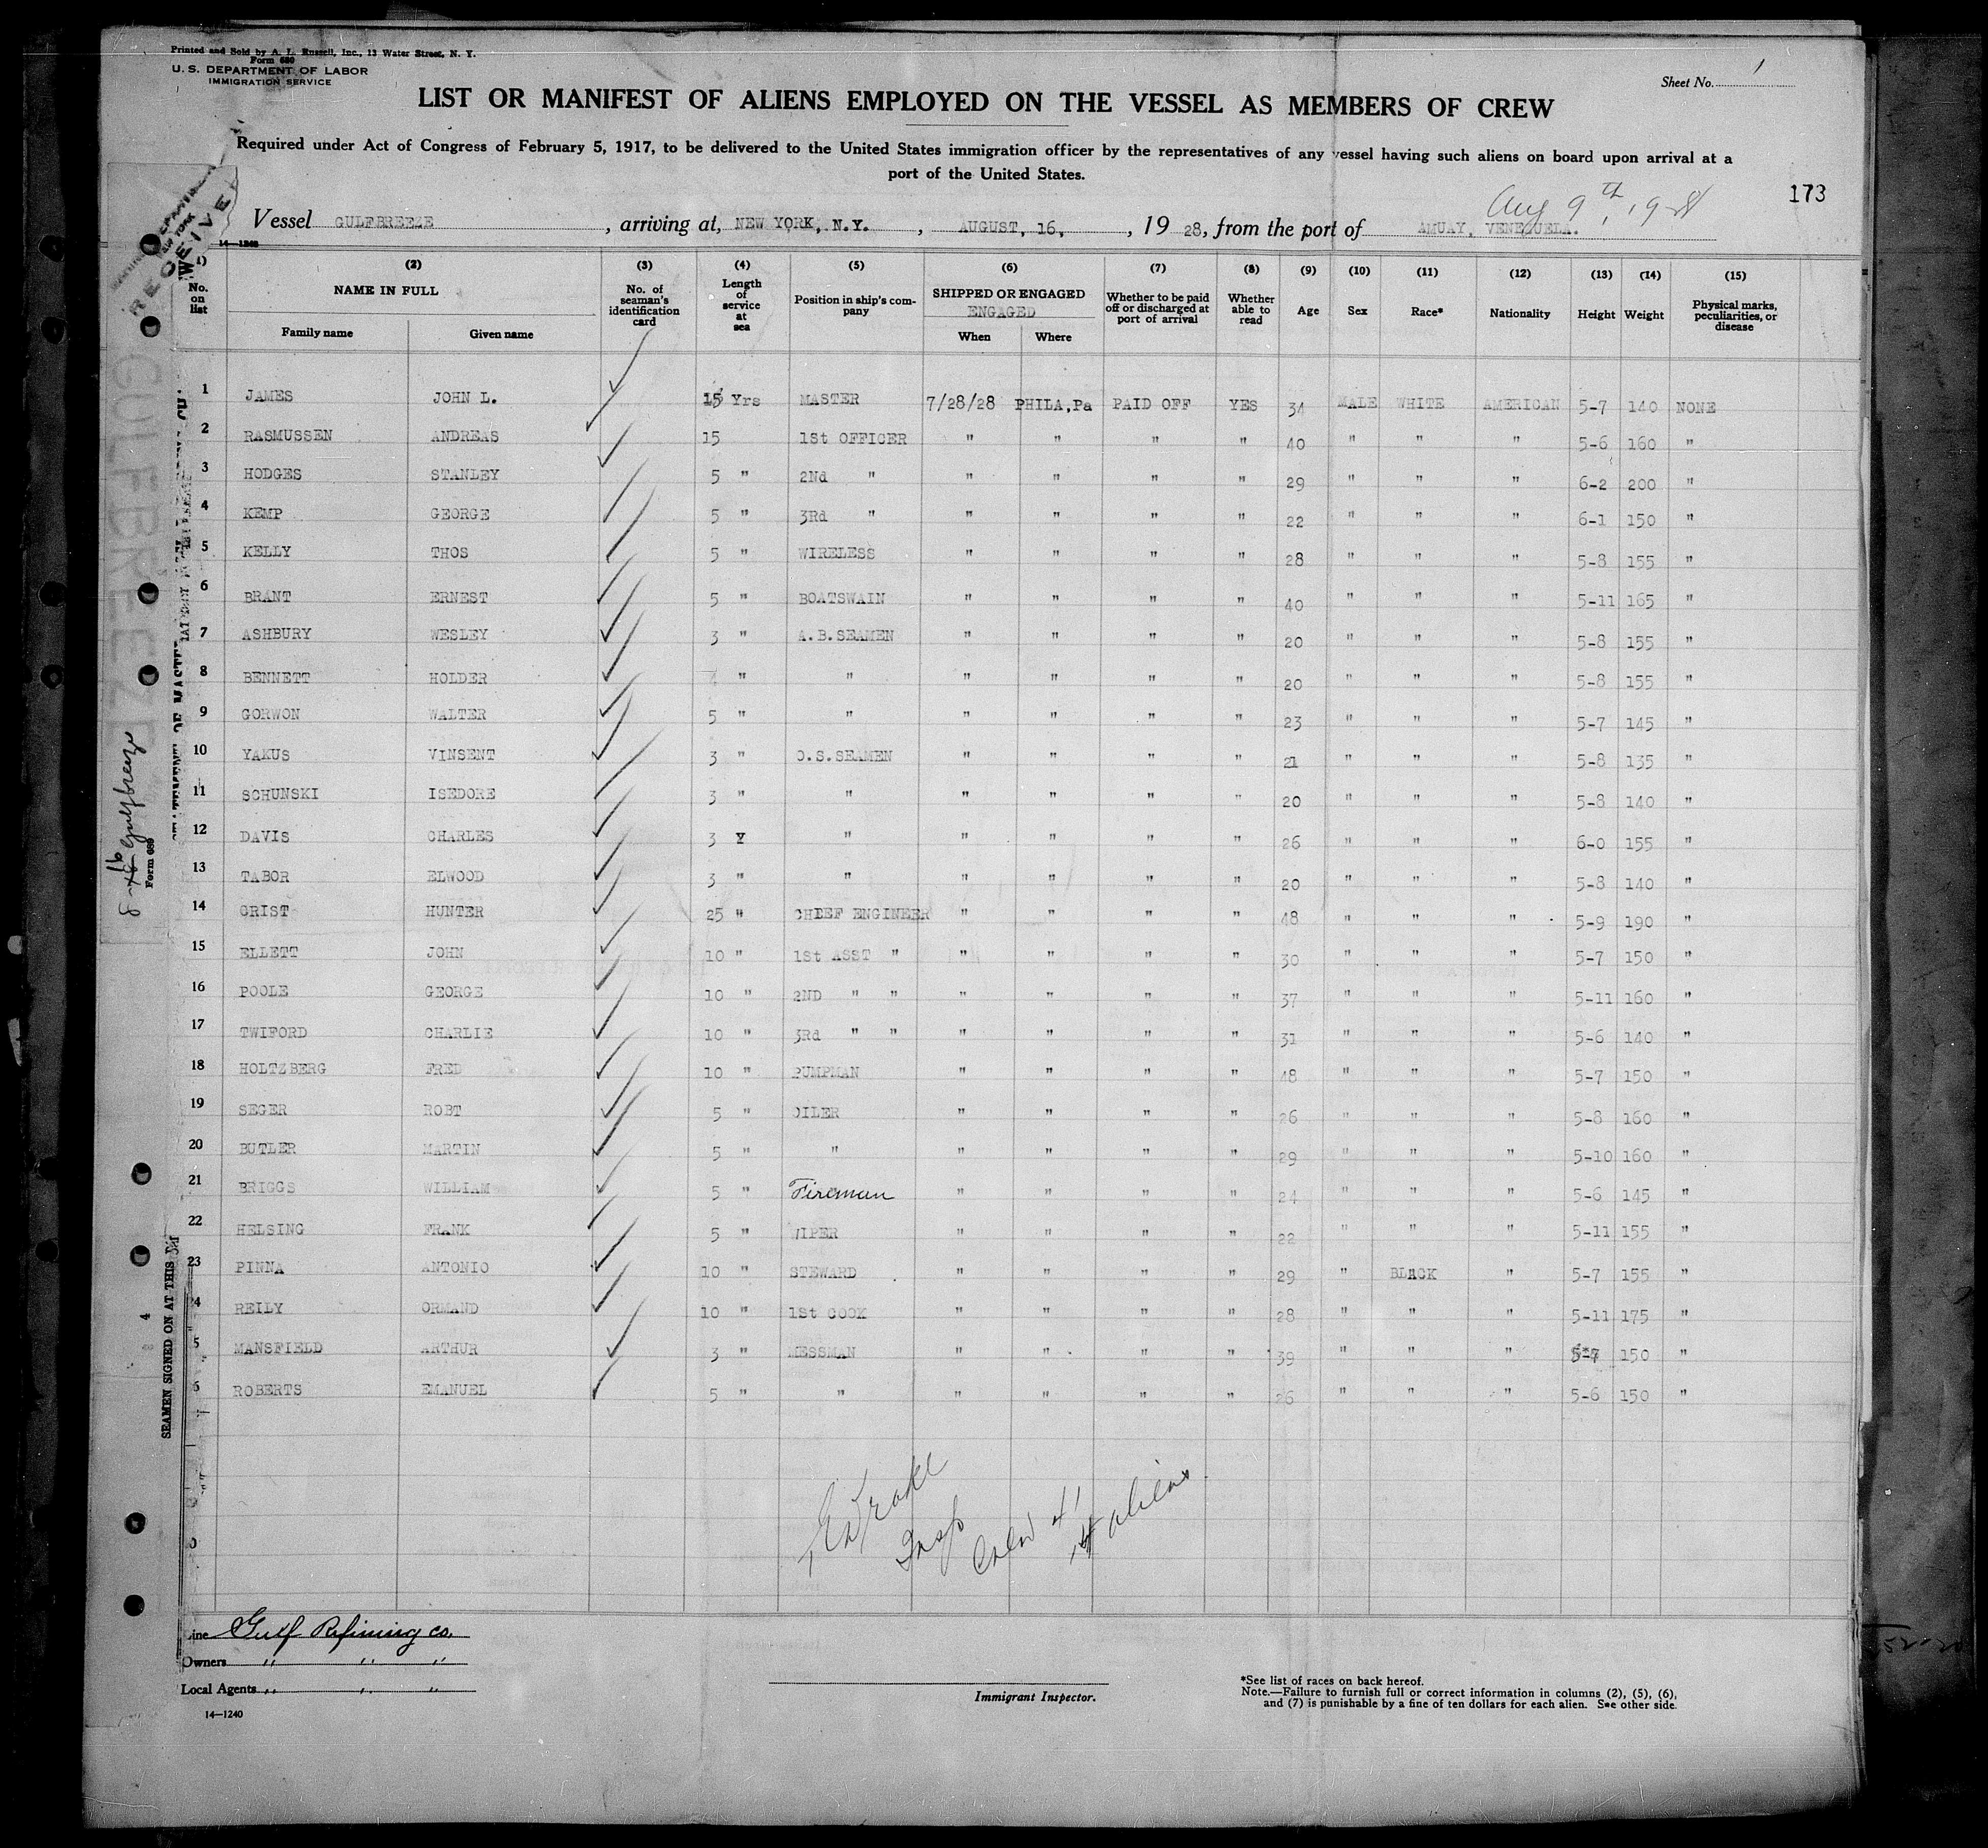 Printed and Sold by A. L. Russell, Inc., 13 Water Street, N. Y.
Form 680
U. S. DEPARTMENT OF LABOR
IMMIGRATION SERVICE
Sheet No. 1
LIST OR MANIFEST OF ALIENS EMPLOYED ON THE VESSEL AS MEMBERS OF CREW
Required under Act of Congress of February 5, 1917, to be delivered to the United States immigration officer by the representatives of any vessel having such aliens on board upon arrival at a
port of the United States.
173
Aug 9th, 1928
Vessel GULFBREEZE, arriving at, NEW YORK, N.Y., AUGUST, 16, 1928, from the port of AMUAY, VENEZUELA.
(2) (3) (4) (5) (6) (7) (8) (9) (10) (11) (12) (13) (14) (15)
No. on list NAME IN FULL Family name Given name No. of seaman's identification card Length of service at sea Position in ship's company SHIPPED OR ENGAGED ENGAGED When Where Whether to be paid off or discharged at port of arrival Whether able to read Age Sex Race* Nationality Height Weight Physical marks, peculiarities, or disease
1 JAMES JOHN L. 15 Yrs MASTER 7/28/28 PHILA,Pa PAID OFF YES 34 MALE WHITE AMERICAN 5-7 140 NONE
2 RASMUSSEN ANDREAS 15 1St OFFICER " " " " 40 " " " 5-6 160 "
3 HODGES STANLEY 5 " 2Nd " " " " " 29 " " " 6-2 200 "
4 KEMP GEORGE 5 " 3Rd " " " " " 22 " " " 6-1 150 "
5 KELLY THOS 5 " WIRELESS " " " " 28 " " " 5-8 155 "
6 BRANT ERNEST 5 " BOATSWAIN " " " " 40 " " " 5-11 165 "
7 ASHBURY WESLEY 3 " A.B.SEAMEN " " " " 20 " " " 5-8 155 "
8 BENNETT HOLDER 4 " " " " " " 20 " " " 5-8 155 "
9 GORWON WALTER 5 " " " " " " 23 " " " 5-7 145 "
10 YAKUS VINSENT 3 " O.S.SEAMEN " " " " 21 " " " 5-8 135 "
11 SCHUNSKI ISEDORE 3 " " " " " " 20 " " " 5-8 140 "
12 DAVIS CHARLES 3 Y " " " " " 26 " " " 6-0 155 "
13 TABOR ELWOOD 3 " " " " " " 20 " " " 5-8 140 "
14 GRIST HUNTER 25 " CHIEF ENGINEER " " " " 48 " " " 5-9 190 "
15 ELLETT JOHN 10 " 1St ASST " " " " " 30 " " " 5-7 150 "
16 POOLE GEORGE 10 " 2ND " " " " " " 37 " " " 5-11 160 "
17 TWIFORD CHARLIE 10 " 3Rd " " " " " " 31 " " " 5-6 140 "
18 HOLTZBERG FRED 10 " PUMPMAN " " " " 48 " " " 5-7 150 "
19 SEGER ROBT 5 " OILER " " " " 26 " " " 5-8 160 "
20 BUTLER MARTIN 5 " " " " " " 29 " " " 5-10 160 "
21 BRIGGS WILLIAM 5 " Fireman " " " " 24 " " " 5-6 145 "
22 HELSING FRANK 5 " WIPER " " " " 22 " " " 5-11 155 "
23 PINNA ANTONIO 10 " STEWARD " " " " 29 " BLACK " 5-7 155 "
24 REILY ORMAND 10 " 1St COOK " " " " 28 " " " 5-11 175 "
5 MANSFIELD ARTHUR 3 " MESSMAN " " " " 39 " " " 5-7 150 "
6 ROBERTS EMANUEL 5 " " " " " " 26 " " " 5-6 150 "
Drake
Insp
aliens
Line Gulf Refining Co.
Owners " " "
Local Agents " " "
14—1240
Immigrant Inspector.
*See list of races on back hereof.
Note.—Failure to furnish full or correct information in columns (2), (5), (6),
and (7) is punishable by a fine of ten dollars for each alien. See other side.
RECEIVE
GULFBREEZE
Gulfbreeze
Form 689
SEAMEN SIGNED ON AT THIS
4